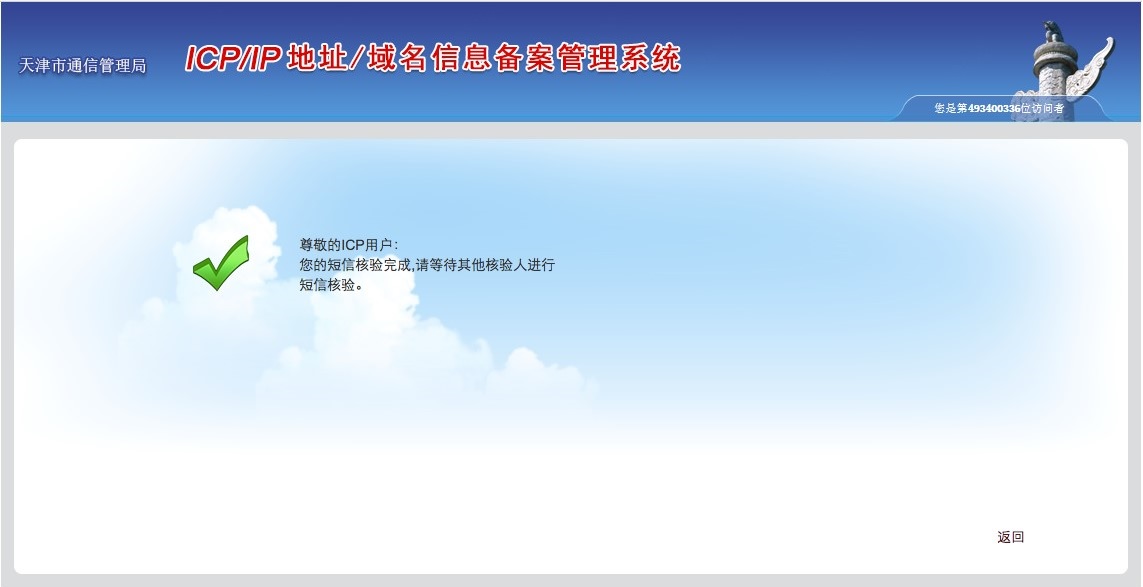 天津市通信管理局
ICP/IP 地址/域名信息备案管理系统
您是第493400336位访问者
尊敬的ICP用户：
您的短信核验完成,请等待其他核验人进行
短信核验。
返回